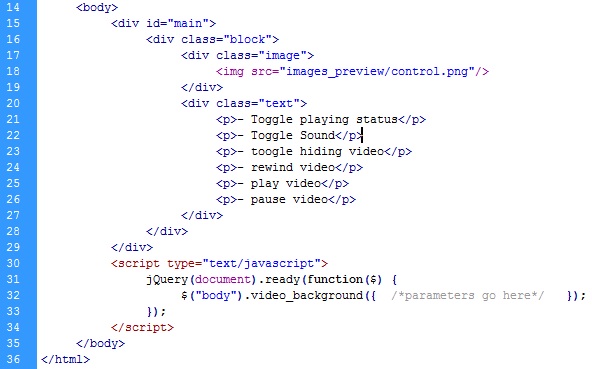 14 <body>
15 <div id="main">
16 <div class="block">
17 <div class="image">
18 <img src="images_preview/control.png"/>
19 </div>
20 <div class="text">
21 <p>- Toggle playing status</p>
22 <p>- Toggle Sound</p>
23 <p>- toogle hiding video</p>
24 <p>- rewind video</p>
25 <p>- play video</p>
26 <p>- pause video</p>
27 </div>
28 </div>
29 </div>
30 <script type="text/javascript">
31 jQuery(document).ready(function($) {
32 $("body").video_background({ /*parameters go here*/ });
33 });
34 </script>
35 </body>
36 </html>